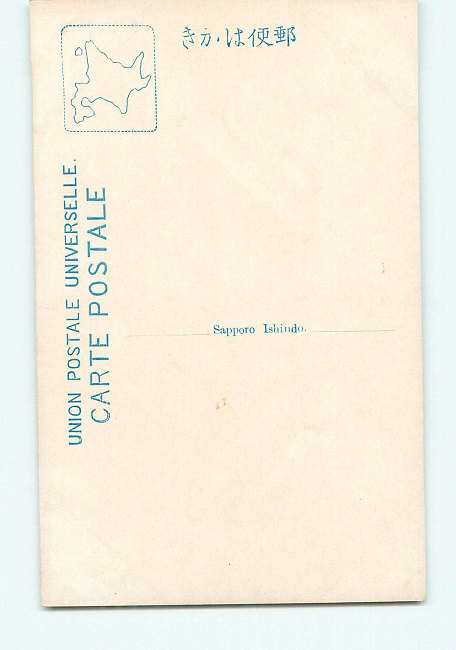 きかは便郵
UNION POSTALE UNIVERSELLE.
CARTE POSTALE
Sapporo Ishindo.